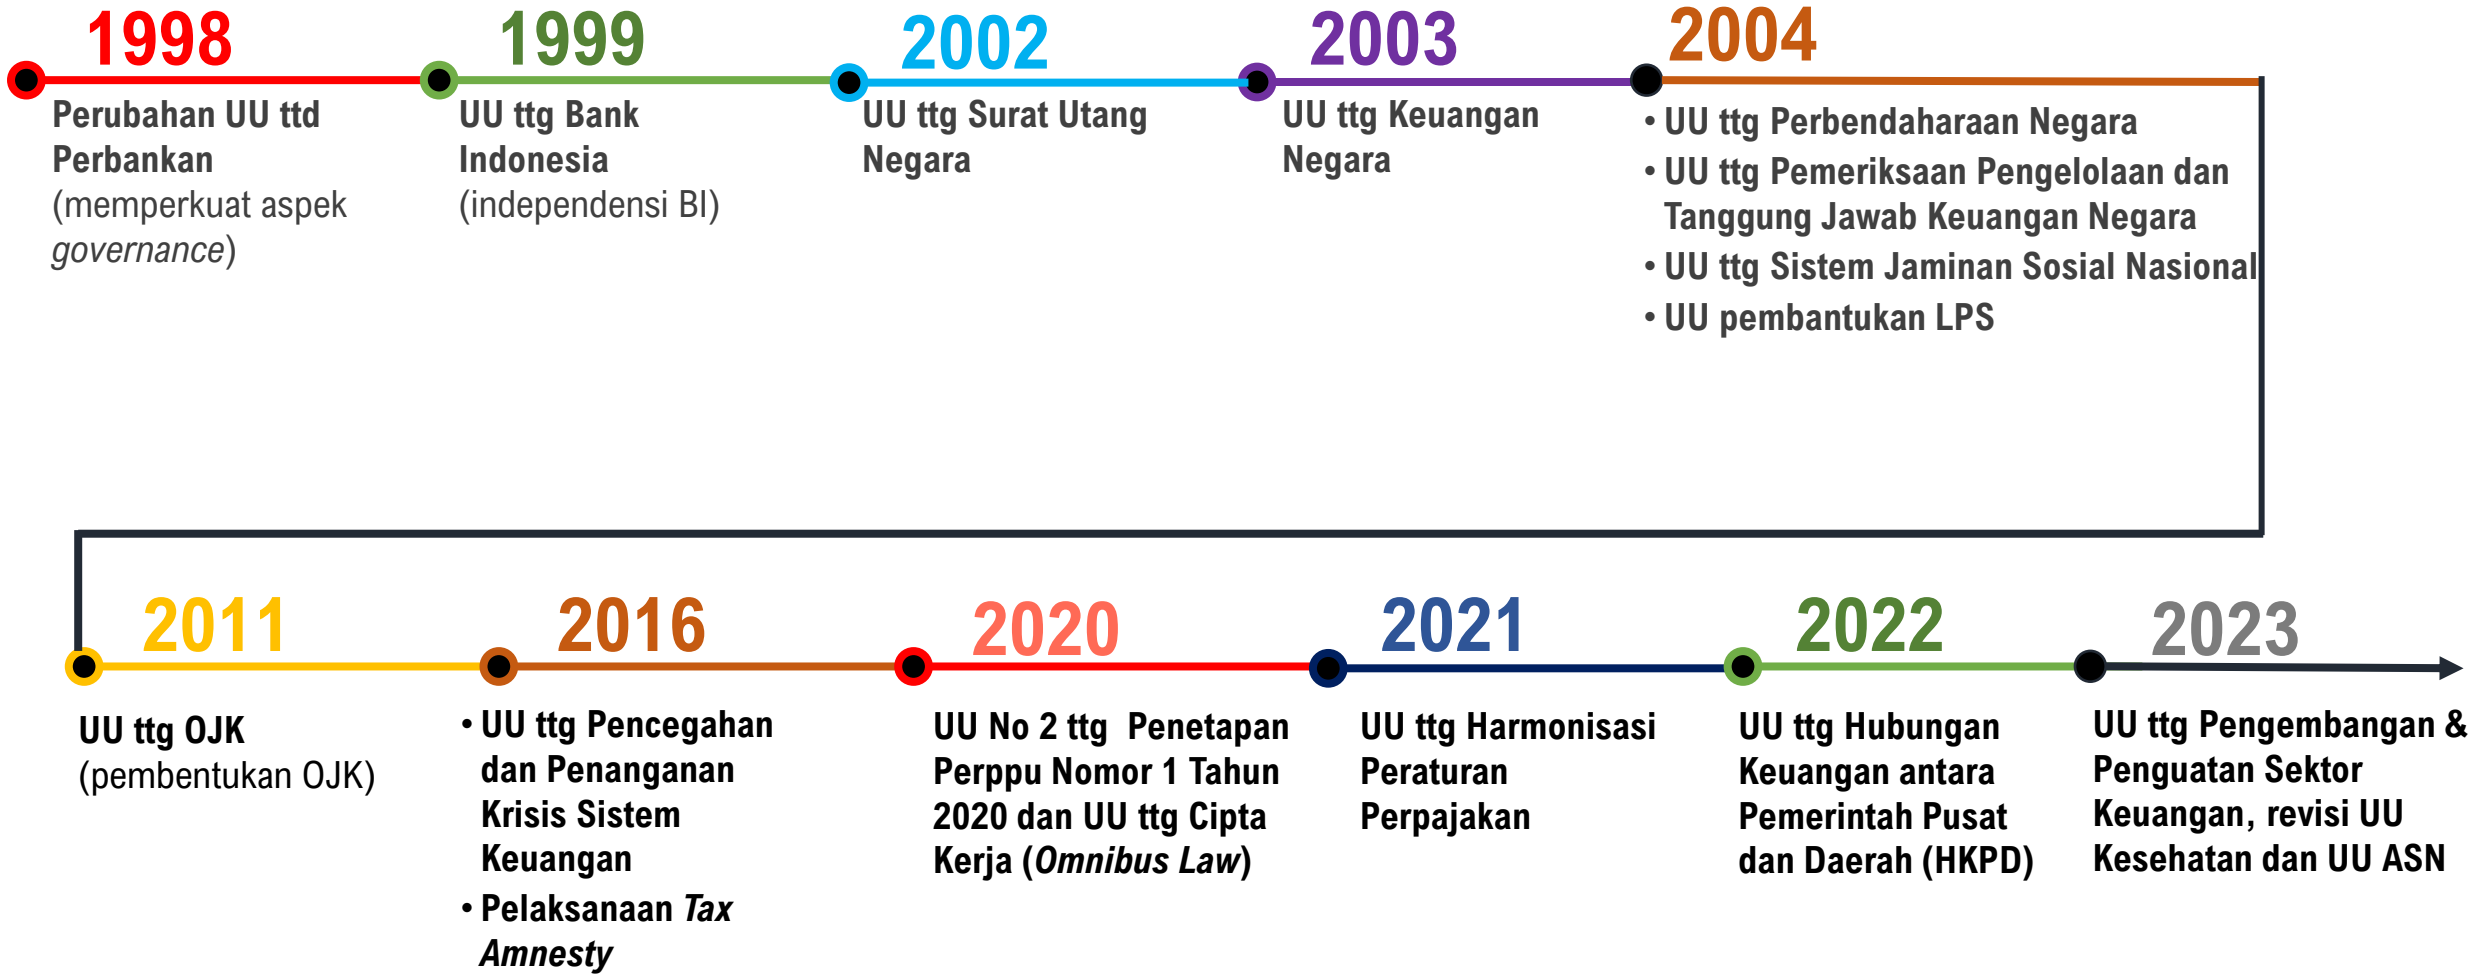 1998
Perubahan UU ttd
Perbankan
(memperkuat aspek
governance)
1999
UU ttg Bank
Indonesia
(independensi BI)
2002
UU ttg Surat Utang
Negara
2003
UU ttg Keuangan
Negara
2004
• UU ttg Perbendaharaan Negara
• UU ttg Pemeriksaan Pengelolaan dan
Tanggung Jawab Keuangan Negara
• UU ttg Sistem Jaminan Sosial Nasional
• UU pembantukan LPS
2011
UU ttg OJK
(pembentukan OJK)
2016
• UU ttg Pencegahan
dan Penanganan
Krisis Sistem
Keuangan
• Pelaksanaan Tax
Amnesty
2020
UU No 2 ttg Penetapan
Perppu Nomor 1 Tahun
2020 dan UU ttg Cipta
Kerja (Omnibus Law)
2021
UU ttg Harmonisasi
Peraturan
Perpajakan
2022
UU ttg Hubungan
Keuangan antara
Pemerintah Pusat
dan Daerah (HKPD)
2023
UU ttg Pengembangan &
Penguatan Sektor
Keuangan, revisi UU
Kesehatan dan UU ASN